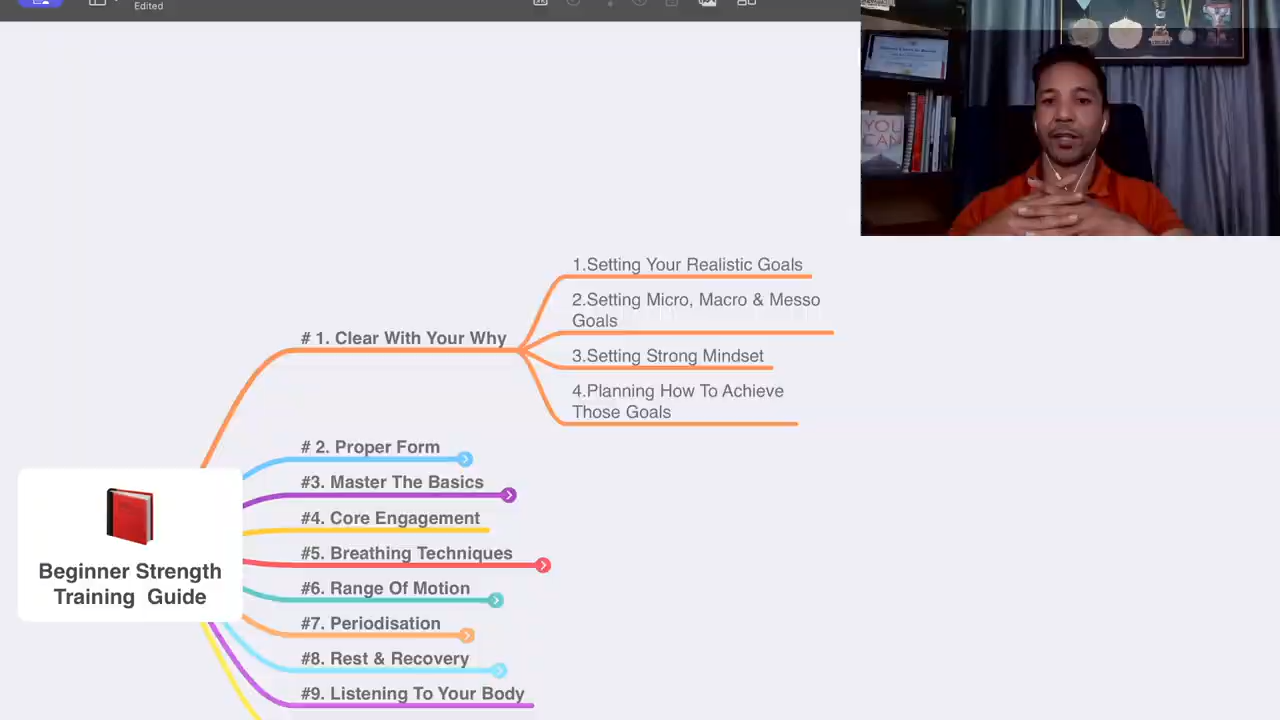 Edited
YOU
CAN
1.Setting Your Realistic Goals
2.Setting Micro, Macro & Messo
Goals
# 1. Clear With Your Why
3.Setting Strong Mindset
4.Planning How To Achieve
Those Goals
# 2. Proper Form
#3. Master The Basics
#4. Core Engagement
#5. Breathing Techniques
Beginner Strength
Training Guide
#6. Range Of Motion
#7. Periodisation
#8. Rest & Recovery
#9. Listening To Your Body